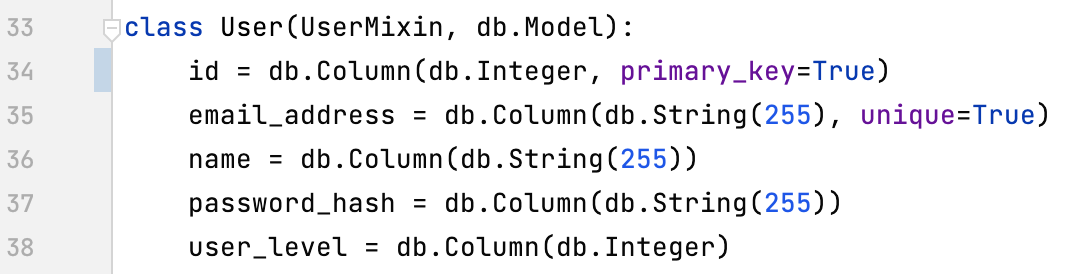 33 class User(UserMixin, db.Model):
34     id = db.Column(db.Integer, primary_key=True)
35     email_address = db.Column(db.String(255), unique=True)
36     name = db.Column(db.String(255))
37     password_hash = db.Column(db.String(255))
38     user_level = db.Column(db.Integer)